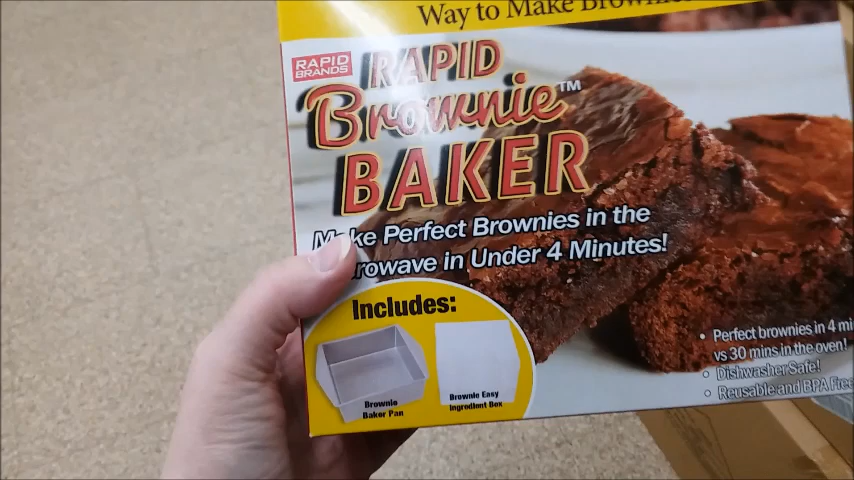 Way to Make Brownies
RAPID
BRANDS
RAPID
Brownie™
BAKER
Make Perfect Brownies in the
rowave in Under 4 Minutes!
Includes:
Brownie
Baker Pan
Brownie Easy
Ingredient Box
• Perfect brownies in 4 mi
vs 30 mins in the oven!
• Dishwasher Safe!
• Reusable and BPA Free